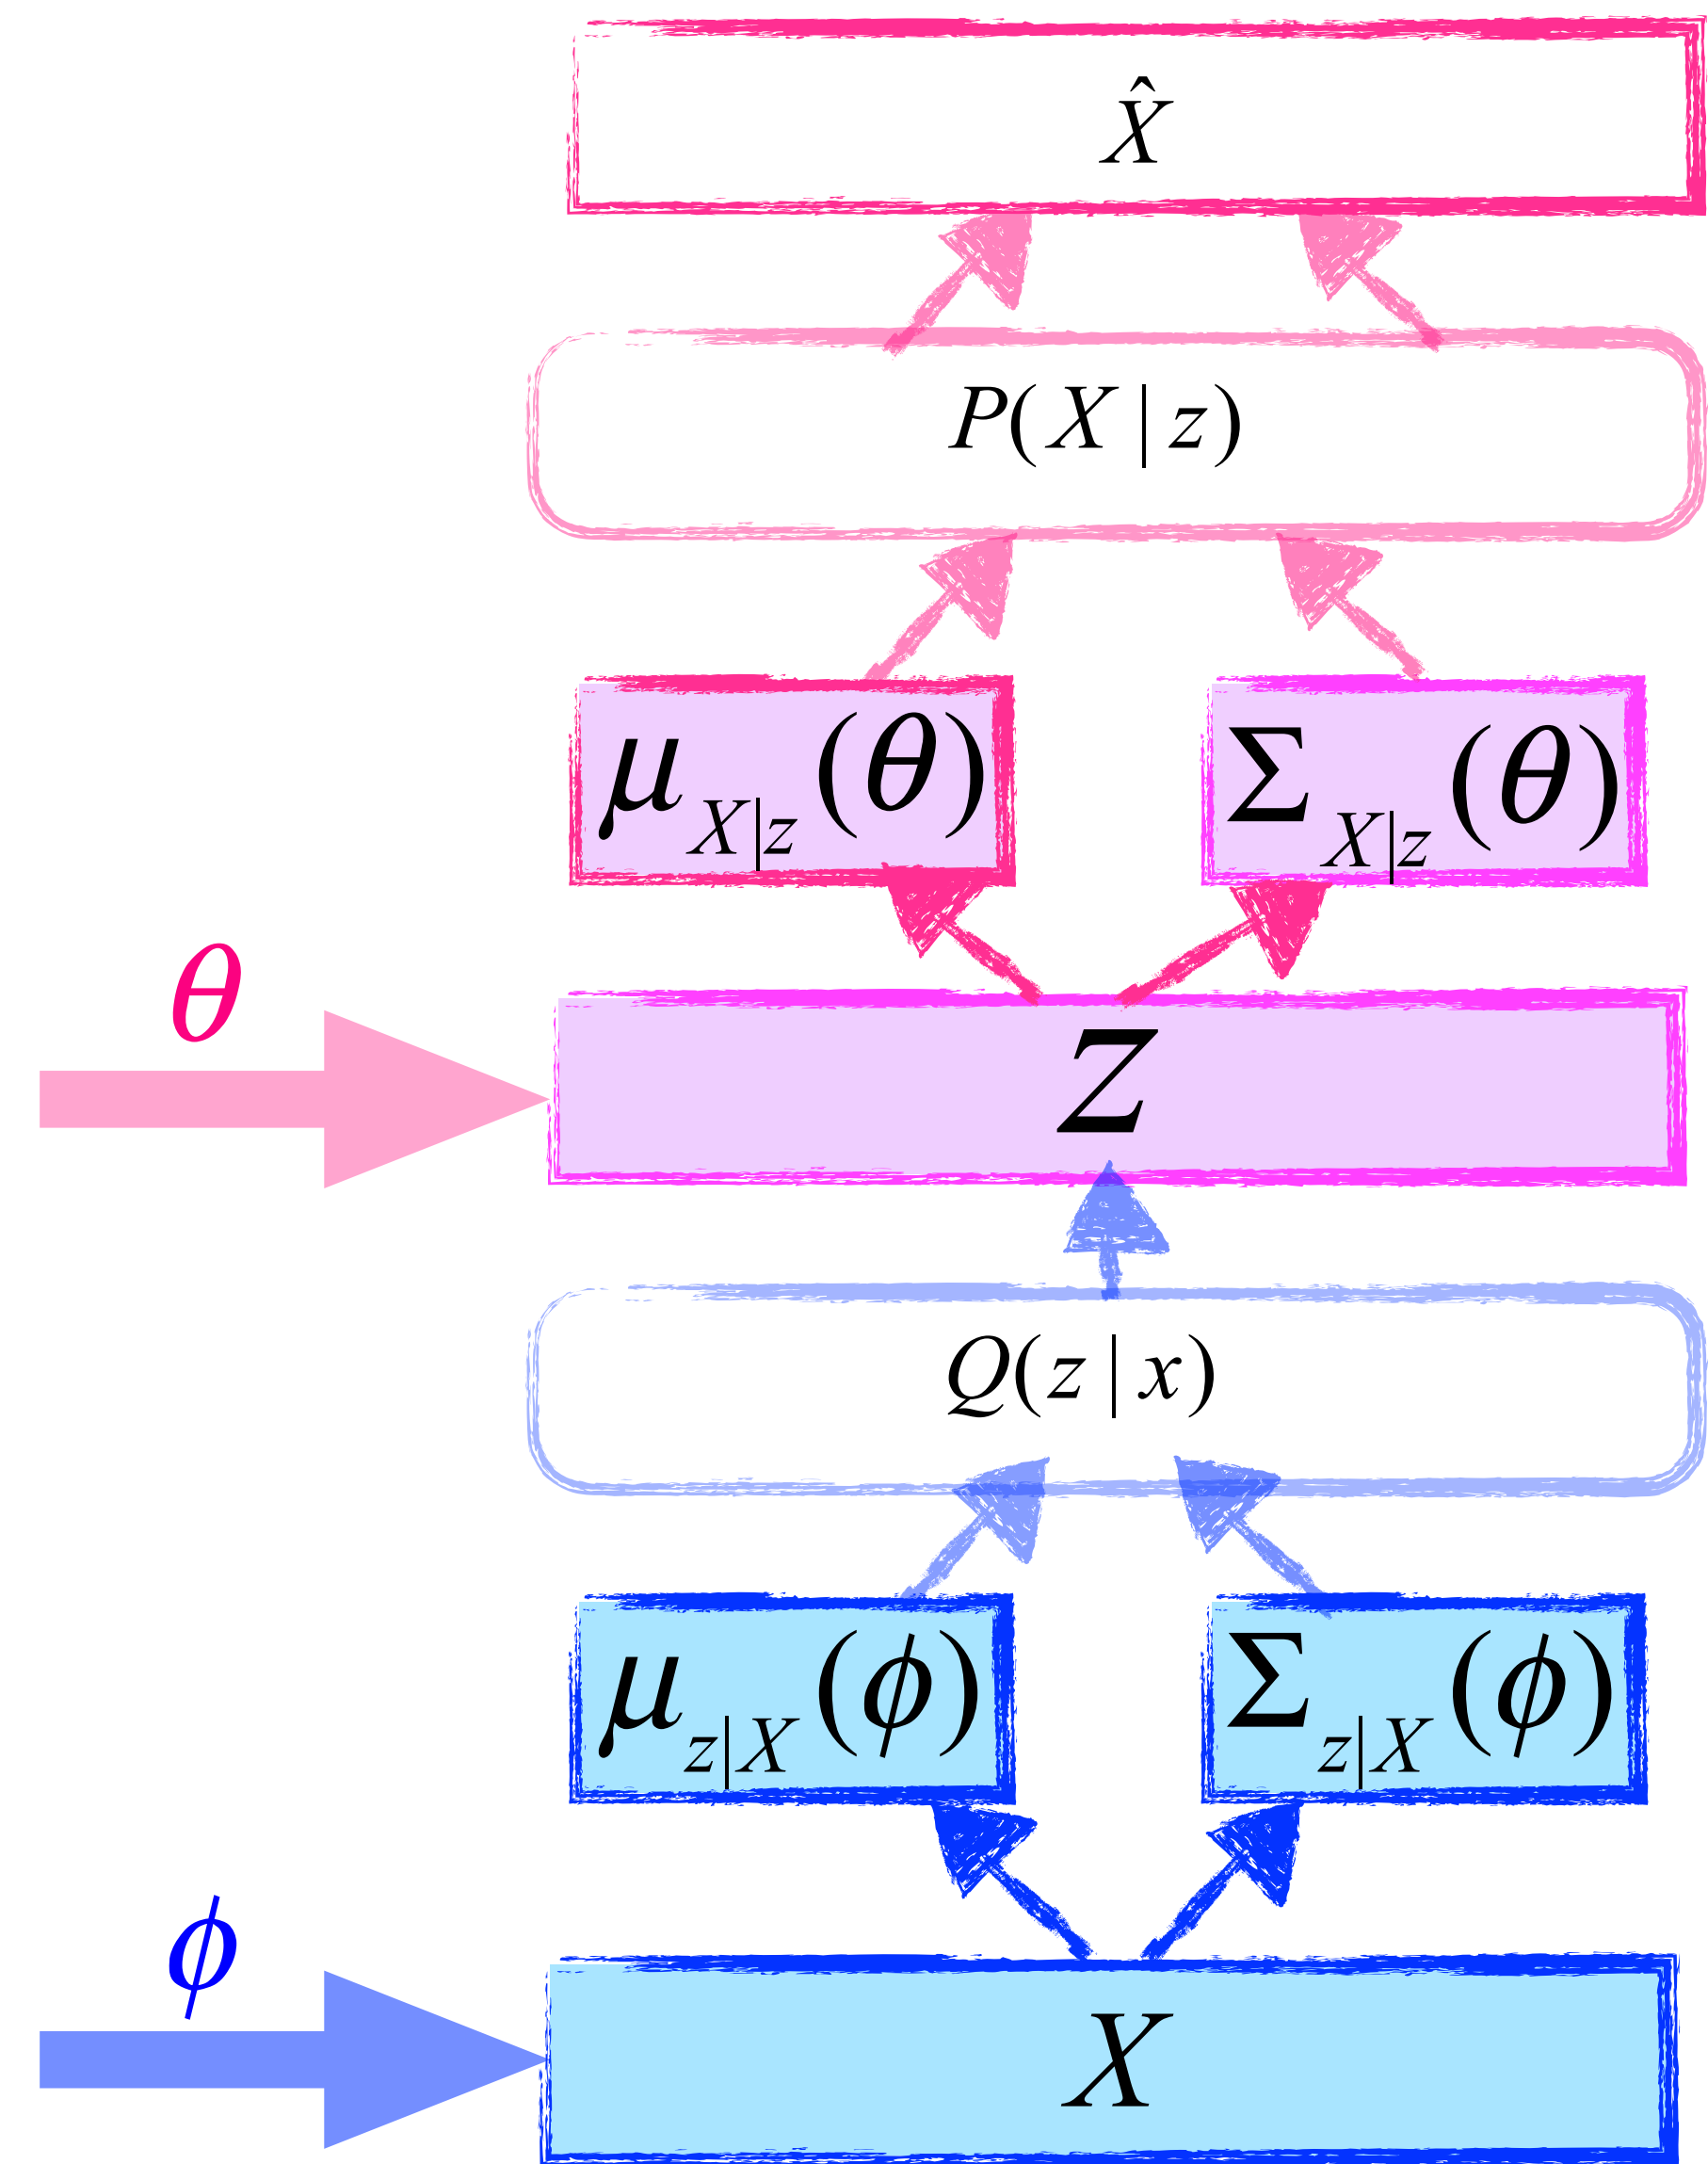 X̂
P(X|z)
μ_{X|z}(θ) Σ_{X|z}(θ)
θ
z
Q(z|x)
μ_{z|X}(ϕ) Σ_{z|X}(ϕ)
ϕ
X